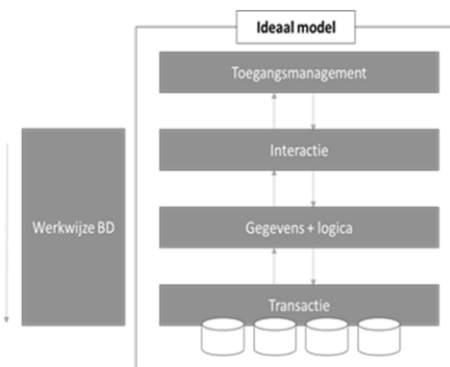 Ideaal model
Toegangsmanagement
Interactie
Werkwijze BD
Gegevens + logica
Transactie